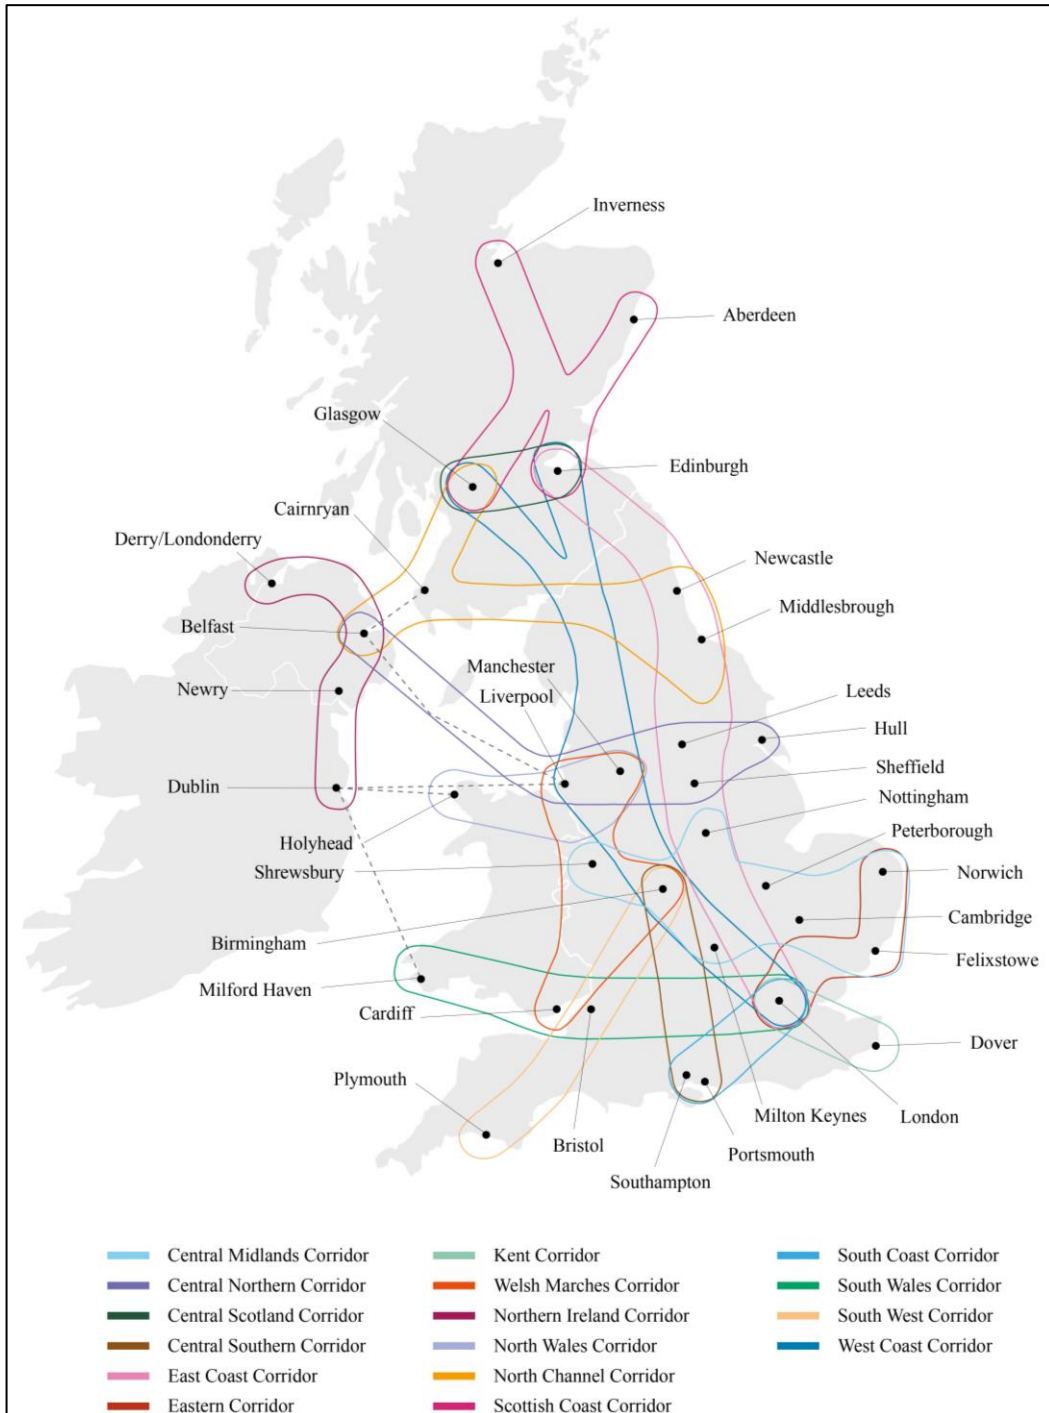 Inverness
Aberdeen
Glasgow
Edinburgh
Cairnryan
Derry/Londonderry
Newcastle
Middlesbrough
Belfast
Manchester
Liverpool
Newry
Leeds
Hull
Dublin
Sheffield
Nottingham
Holyhead
Peterborough
Shrewsbury
Norwich
Cambridge
Birmingham
Felixstowe
Milford Haven
Cardiff
Dover
Plymouth
Milton Keynes
London
Bristol
Portsmouth
Southampton
Central Midlands Corridor
Central Northern Corridor
Central Scotland Corridor
Central Southern Corridor
East Coast Corridor
Eastern Corridor
Kent Corridor
Welsh Marches Corridor
Northern Ireland Corridor
North Wales Corridor
North Channel Corridor
Scottish Coast Corridor
South Coast Corridor
South Wales Corridor
South West Corridor
West Coast Corridor